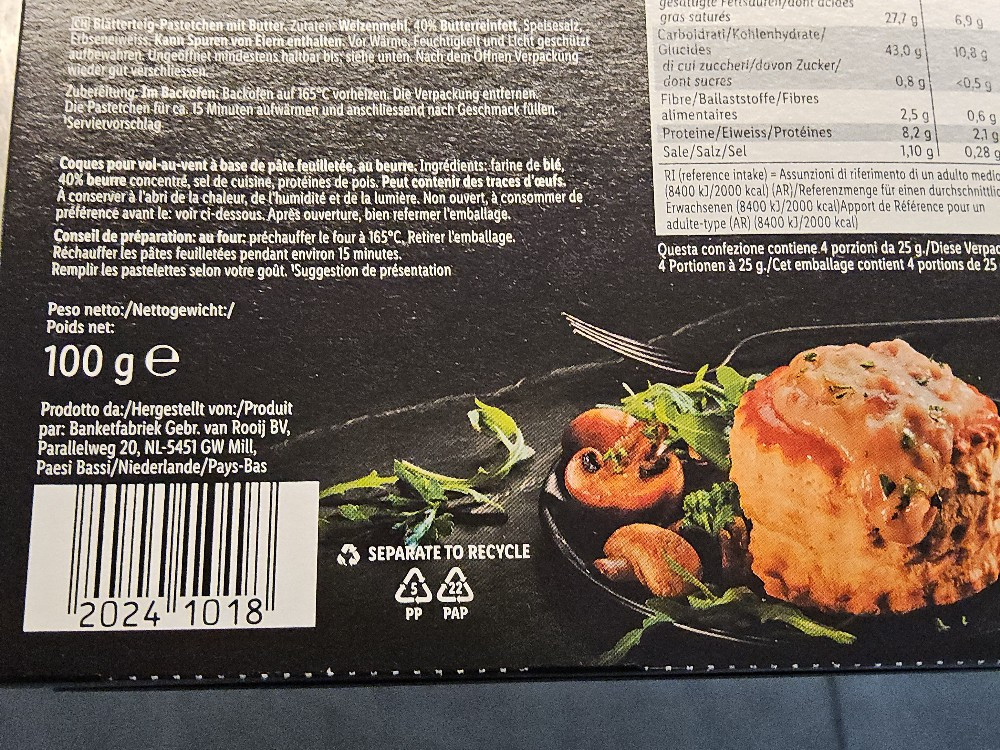 CH Blätterteig-Pastetchen mit Butter. Zutaten: Weizenmehl, 40% Butterreinfett, Speisesalz,
Erbseneiweiss. Kann Spuren von Eiern enthalten. Vor Wärme, Feuchtigkeit und Licht geschützt
aufbewahren. Ungeöffnet mindestens haltbar bis: siehe unten. Nach dem Öffnen Verpackung
wieder gut verschliessen.
Zubereitung: Im Backofen: Backofen auf 165°C vorheizen. Die Verpackung entfernen.
Die Pastetchen für ca. 15 Minuten aufwärmen und anschliessend nach Geschmack füllen.
¹Serviervorschlag
Coques pour vol-au-vent à base de pâte feuilletée, au beurre. Ingrédients: farine de blé,
40% beurre concentré, sel de cuisine, protéines de pois. Peut contenir des traces d'œufs.
À conserver à l'abri de la chaleur, de l'humidité et de la lumière. Non ouvert, à consommer de
préférence avant le: voir ci-dessous. Après ouverture, bien refermer l'emballage.
Conseil de préparation: au four: préchauffer le four à 165°C. Retirer l'emballage.
Réchauffer les pâtes feuilletées pendant environ 15 minutes.
Remplir les pastelettes selon votre goût. ¹Suggestion de présentation
Peso netto:/Nettogewicht:/
Poids net:
100 g e
Prodotto da:/Hergestellt von:/Produit
par: Banketfabriek Gebr. van Rooij BV,
Parallelweg 20, NL-5451 GW Mill,
Paesi Bassi/Niederlande/Pays-Bas
2024 1018
SEPARATE TO RECYCLE
5 22
PP PAP
gesättigte Fettsäuren/dont acides
gras saturés 27,7 g 6,9 g
Carboidrati/Kohlenhydrate/
Glucides 43,0 g 10,8 g
di cui zuccheri/davon Zucker/
dont sucres 0,8 g <0,5 g
Fibre/Ballaststoffe/Fibres
alimentaires 2,5 g 0,6 g
Proteine/Eiweiss/Protéines 8,2 g 2,1 g
Sale/Salz/Sel 1,10 g 0,28 g
RI (reference intake) = Assunzioni di riferimento di un adulto medio
(8400 kJ/2000 kcal) (AR)/Referenzmenge für einen durchschnittlic
Erwachsenen (8400 kJ/2000 kcal)Apport de Référence pour un
adulte-type (AR) (8400 kJ/2000 kcal)
Questa confezione contiene 4 porzioni da 25 g./Diese Verpac
4 Portionen à 25 g./Cet emballage contient 4 portions de 25